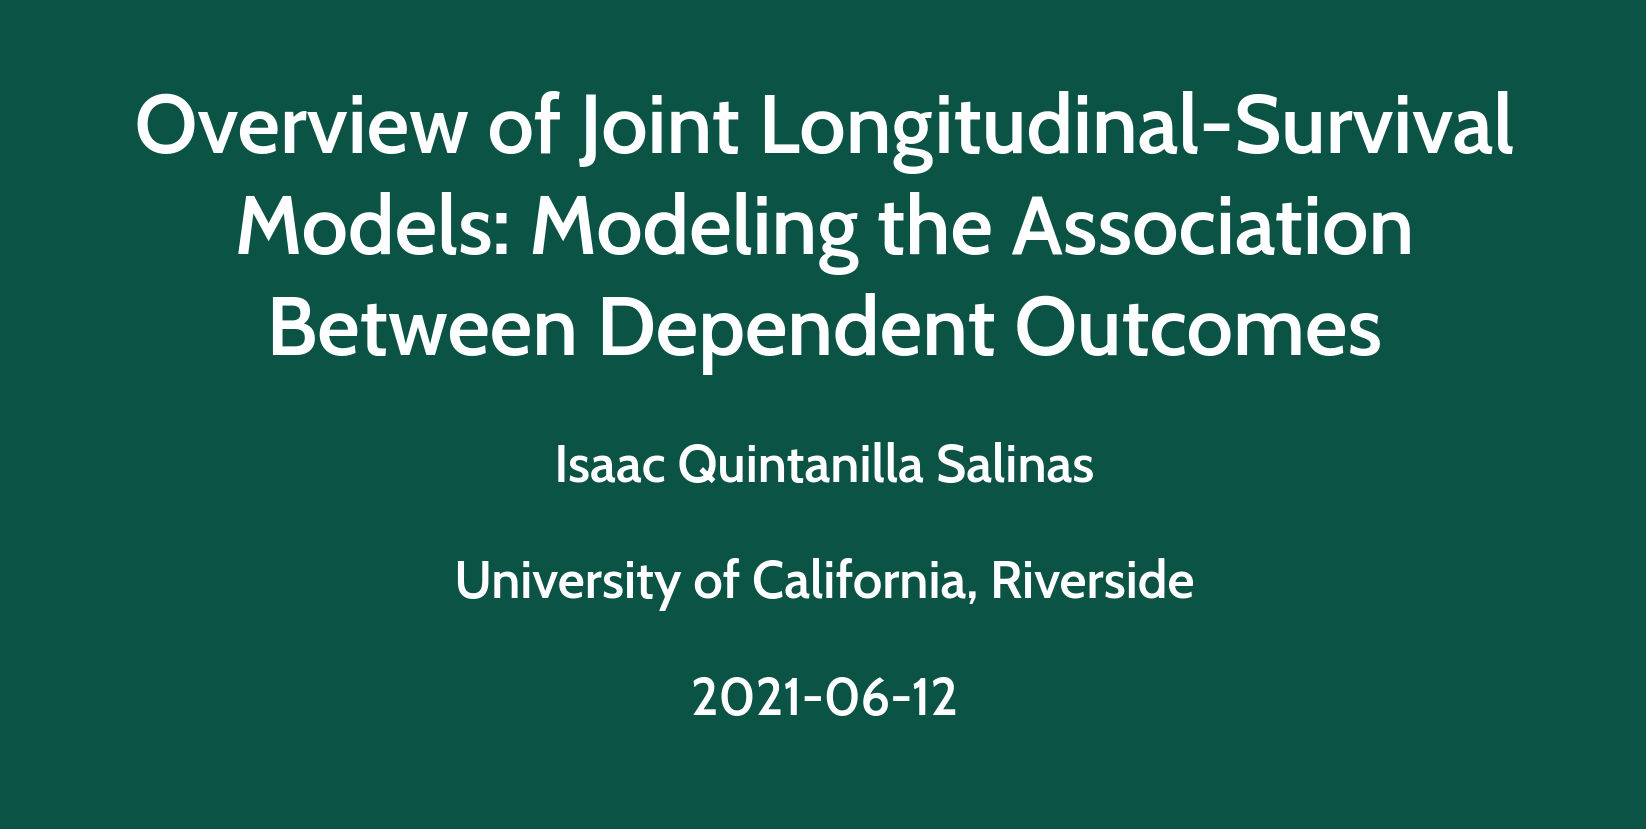 Overview of Joint Longitudinal-Survival
Models: Modeling the Association
Between Dependent Outcomes
Isaac Quintanilla Salinas
University of California, Riverside
2021-06-12